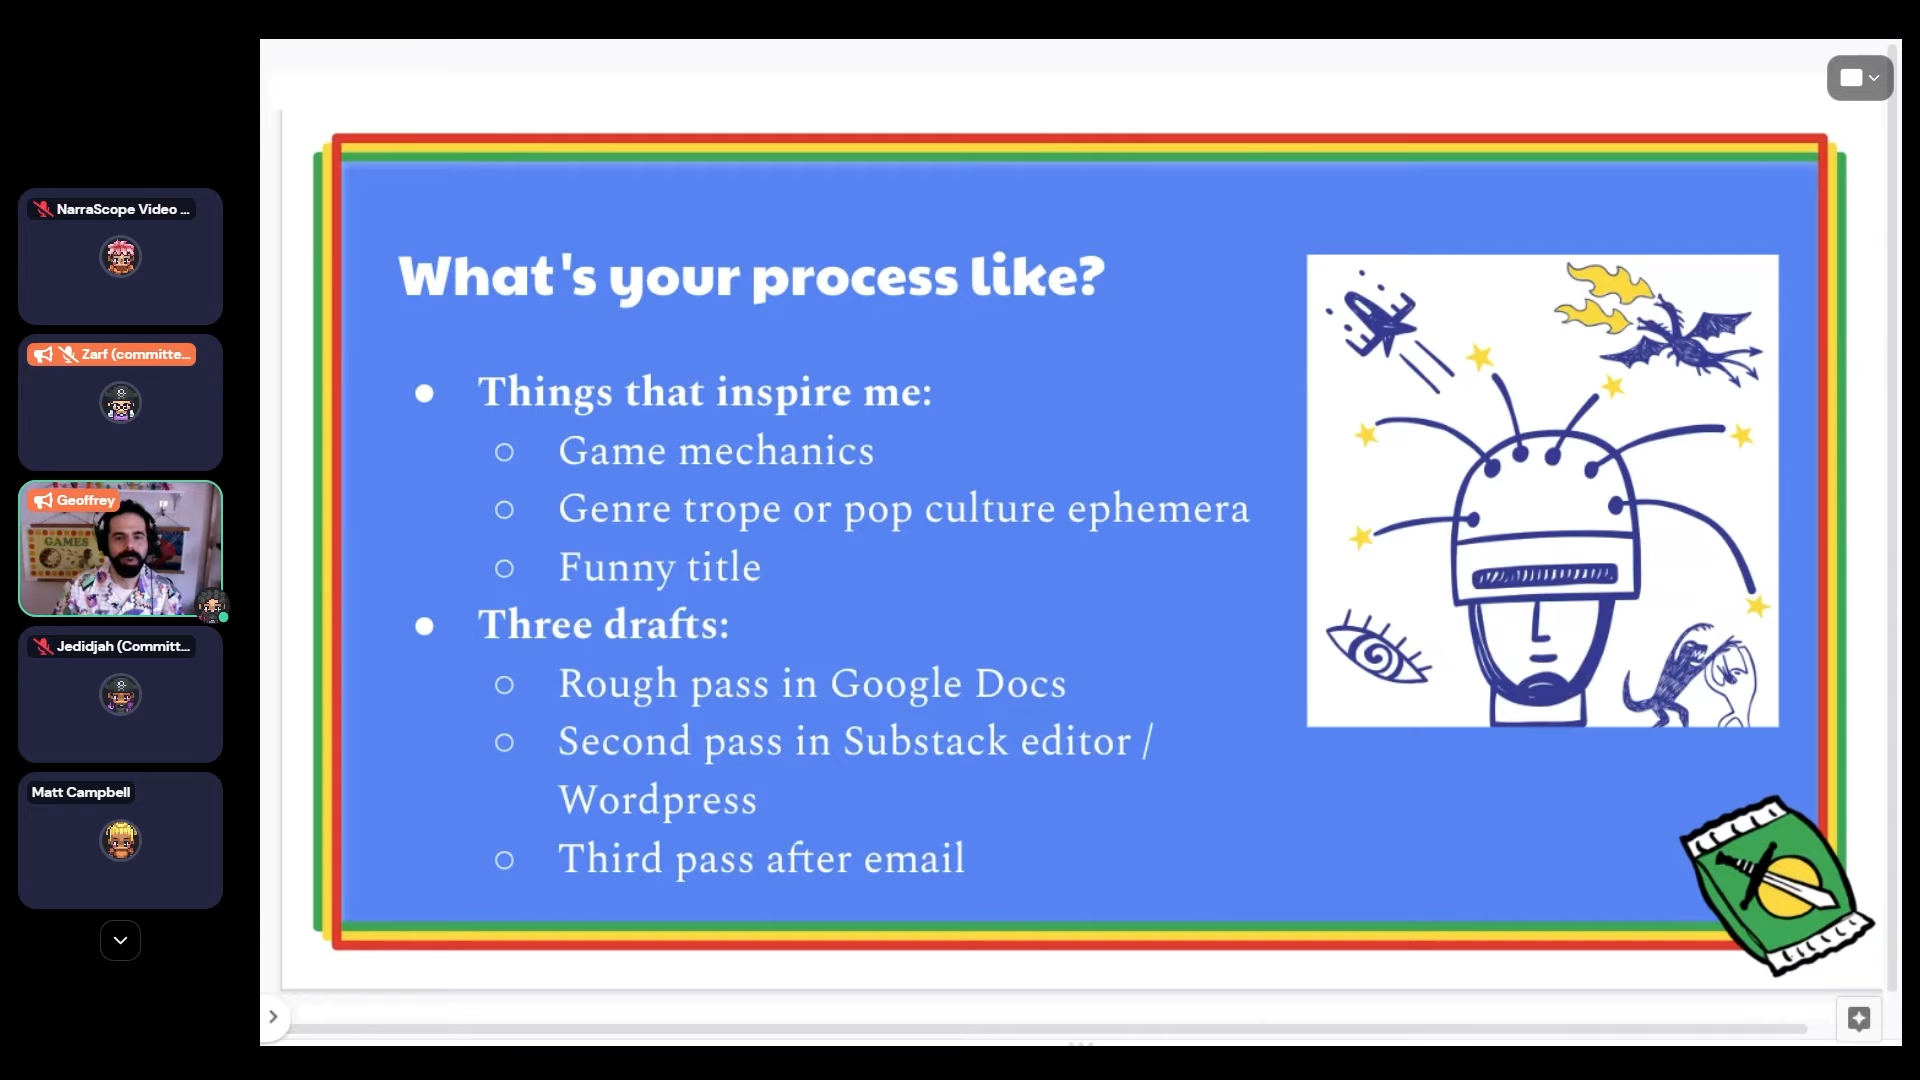 NarraScope Video ...
Zarf (committe...
Geoffrey
GAMES
Jedidjah (Committ...
Matt Campbell
What's your process like?
Things that inspire me:
Game mechanics
Genre trope or pop culture ephemera
Funny title
Three drafts:
Rough pass in Google Docs
Second pass in Substack editor /
Wordpress
Third pass after email